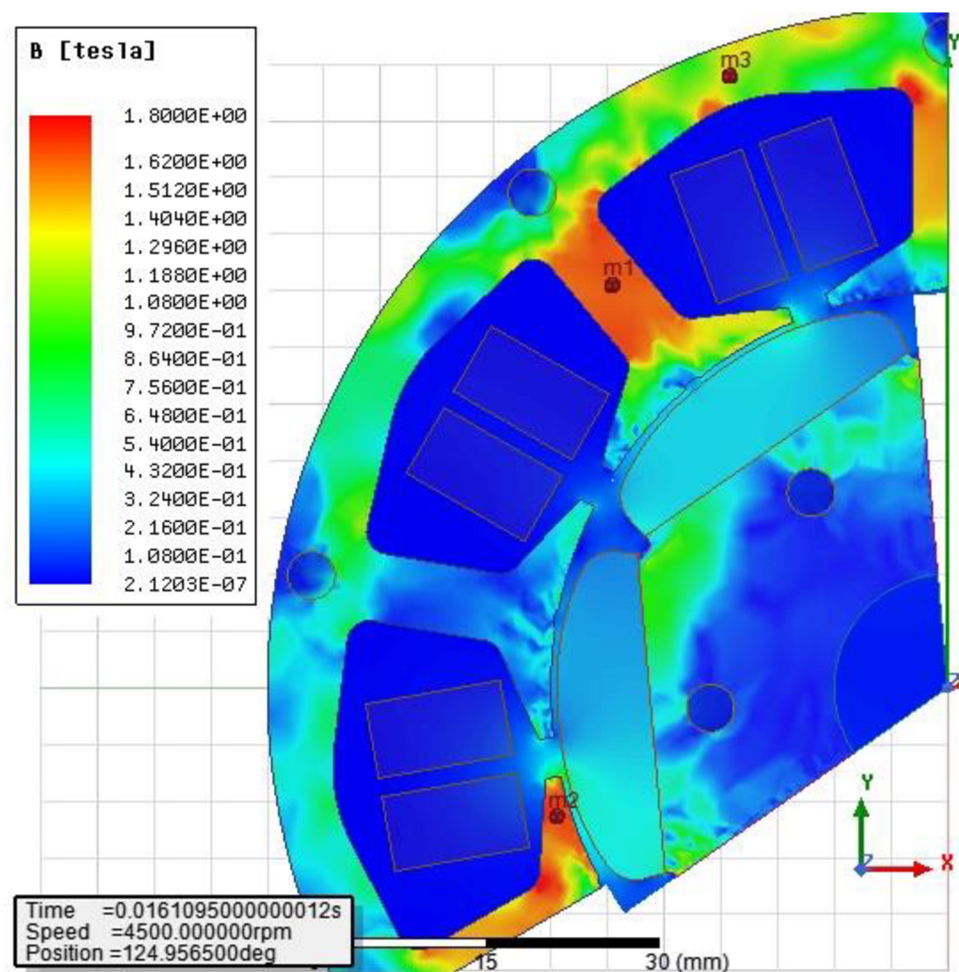 B [tesla]
1.8000E+00
1.6200E+00
1.5120E+00
1.4040E+00
1.2960E+00
1.1880E+00
1.0800E+00
9.7200E-01
8.6400E-01
7.5600E-01
6.4800E-01
5.4000E-01
4.3200E-01
3.2400E-01
2.1600E-01
1.0800E-01
2.1203E-07
m3
Y
m1
m2
Z
Y
Z
X
Time =0.0161095000000012s
Speed =4500.000000rpm
Position =124.956500deg
15
30 (mm)